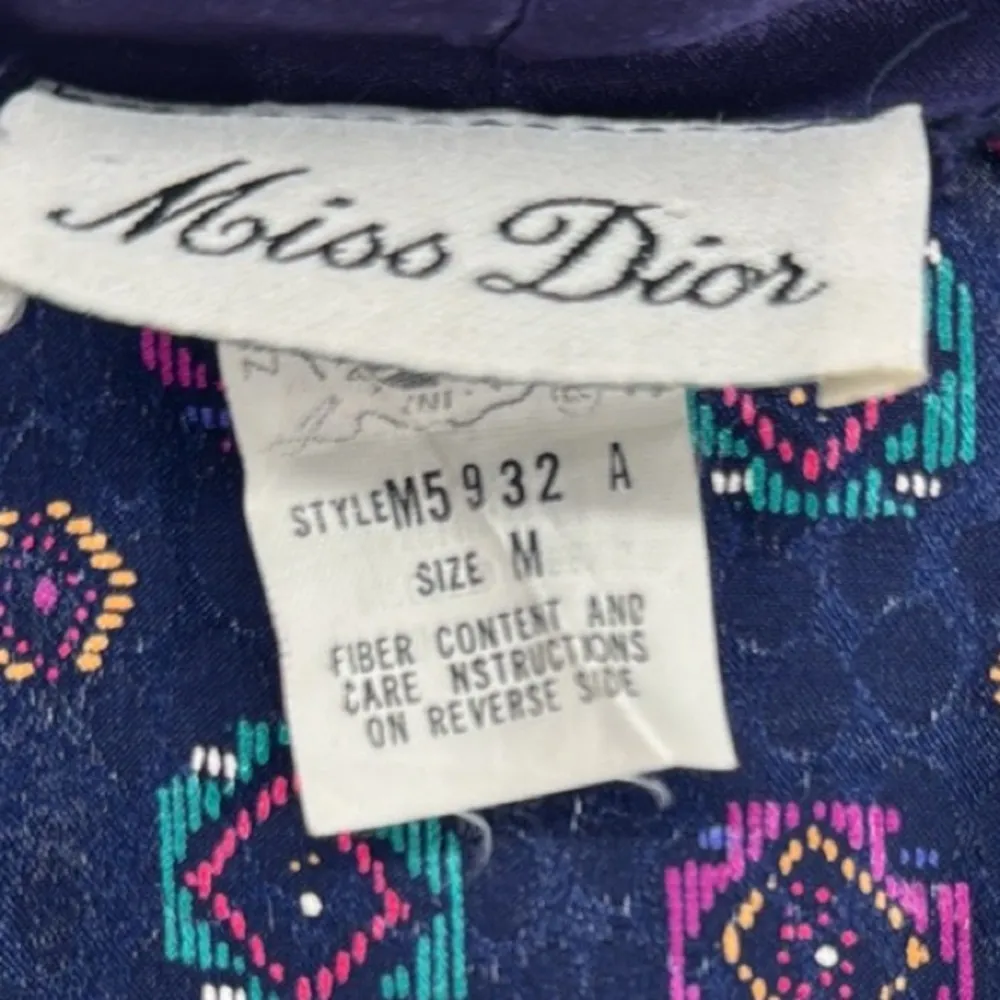 Miss Dior
STYLE M5932 A
SIZE M
FIBER CONTENT AND
CARE NSTRUCTIONS
ON REVERSE SIDE